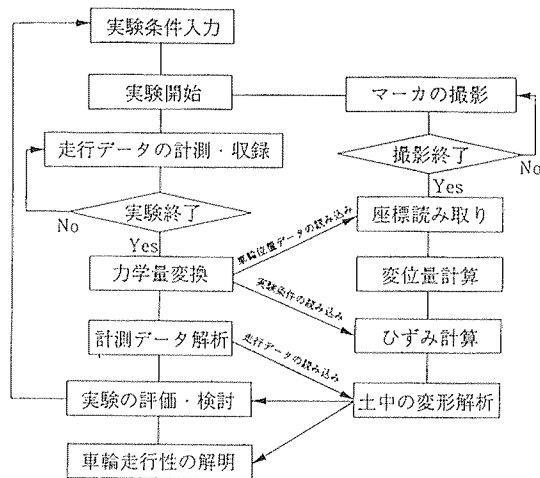 実験条件入力
実験開始
マーカの撮影
走行データの計測・収録
撮影終了
No
Yes
実験終了
No
Yes
座標読み取り
車輪位置データの読み込み
力学量変換
変位量計算
実験条件の読み込み
計測データ解析
ひずみ計算
走行データの読み込み
実験の評価・検討
土中の変形解析
車輪走行性の解明